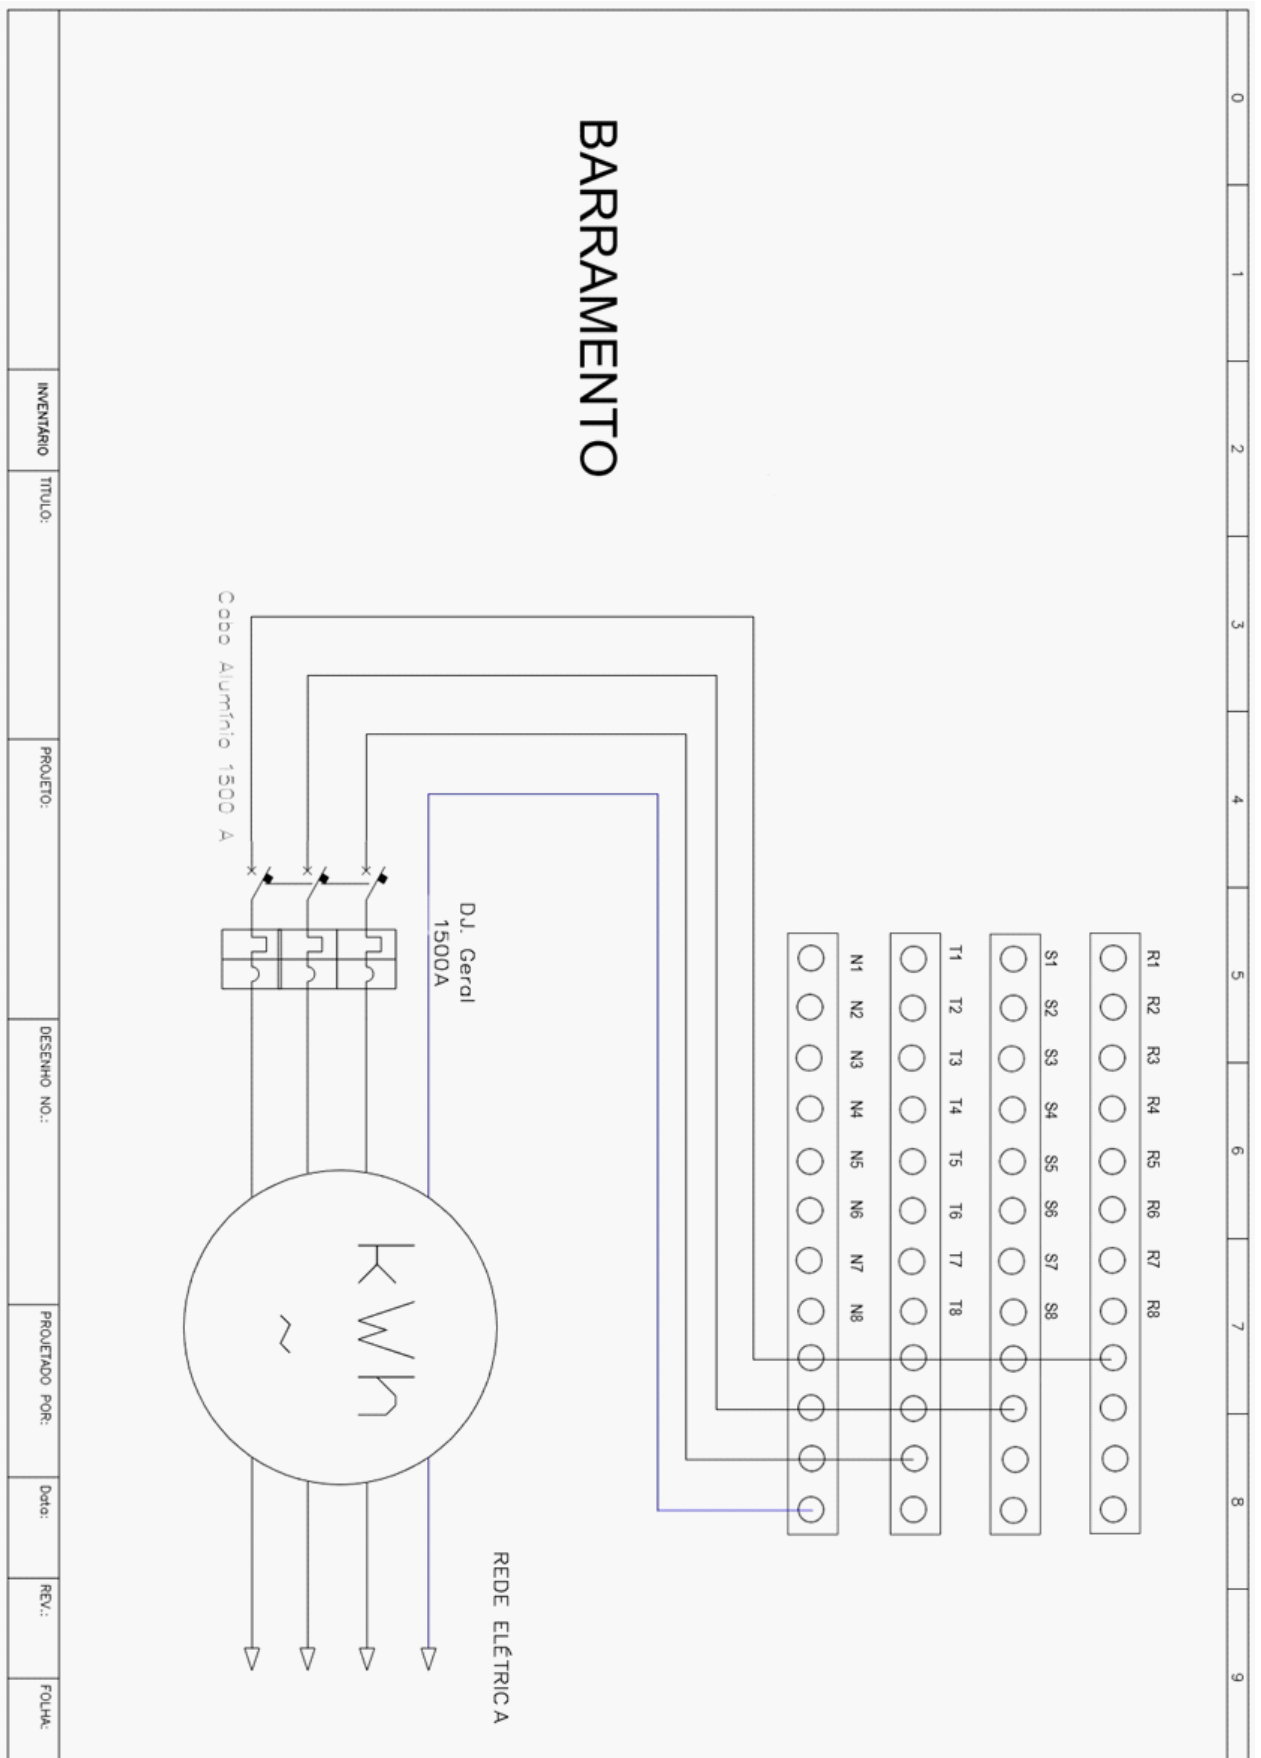 0
1
2
3
4
5
6
7
8
9
BARRAMENTO
R1
R2
R3
R4
R5
R6
R7
R8
S1
S2
S3
S4
S5
S6
S7
S8
T1
T2
T3
T4
T5
T6
T7
T8
N1
N2
N3
N4
N5
N6
N7
N8
DJ. Geral
1500A
REDE ELÉTRICA
kWh
~
Cabo Alumínio 1500 A
INVENTÁRIO
TITULO:
PROJETO:
DESENHO NO.:
PROJETADO POR:
Data:
REV.:
FOLHA: